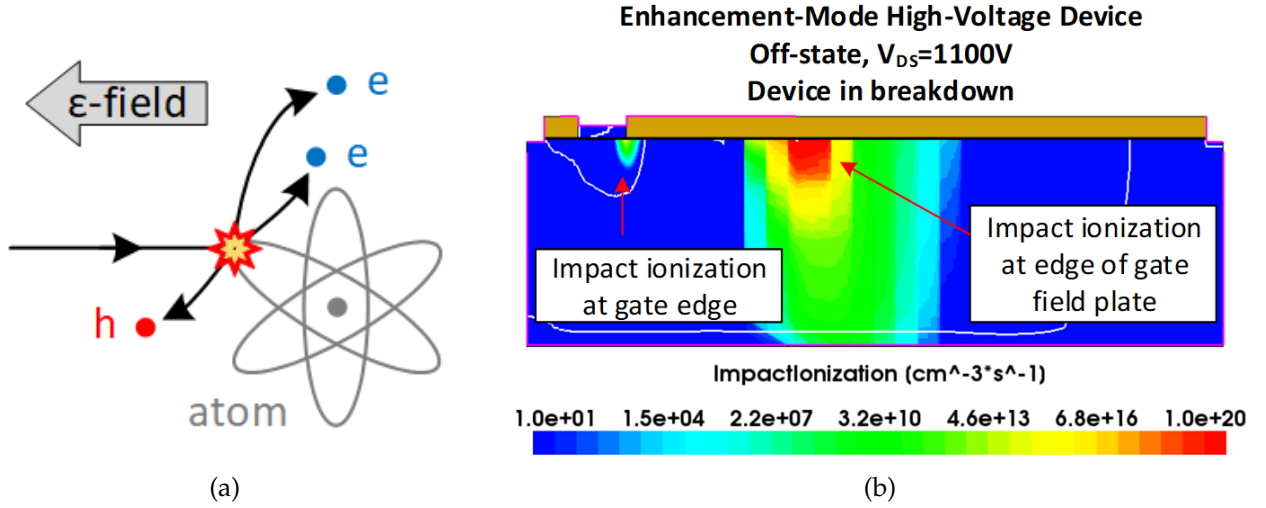 ε-field
e
e
h
atom
(a)
Enhancement-Mode High-Voltage Device
Off-state, V_DS=1100V
Device in breakdown
Impact ionization
at gate edge
Impact ionization
at edge of gate
field plate
ImpactIonization (cm^-3*s^-1)
1.0e+01 1.5e+04 2.2e+07 3.2e+10 4.6e+13 6.8e+16 1.0e+20
(b)